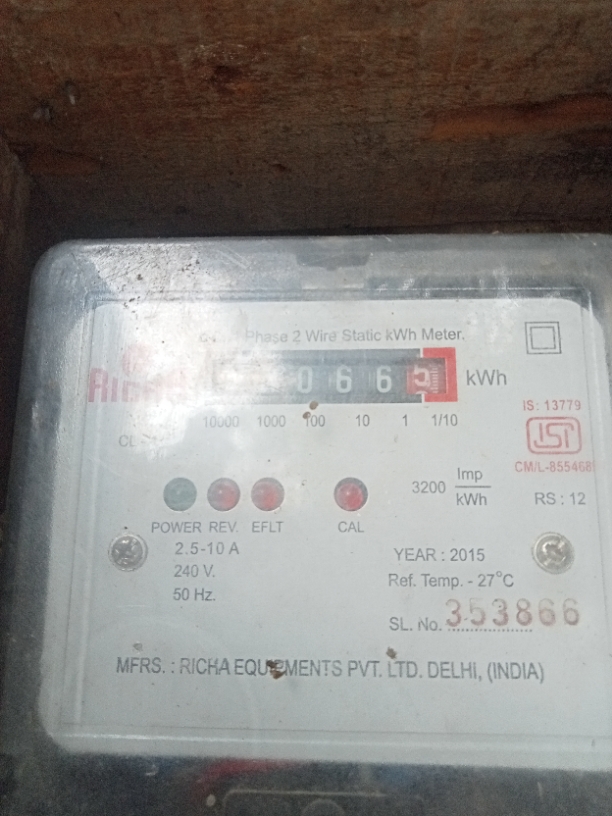 Phase 2 Wire Static kWh Meter.
0 6 6 5 kWh
10000 1000 100 10 1 1/10
IS: 13779
ISI
CM/L-855468
3200 Imp/kWh
RS : 12
POWER REV. EFLT CAL
2.5-10 A
240 V.
50 Hz.
YEAR : 2015
Ref. Temp. - 27°C
SL. No. 353866
MFRS. : RICHA EQUIPMENTS PVT. LTD. DELHI, (INDIA)